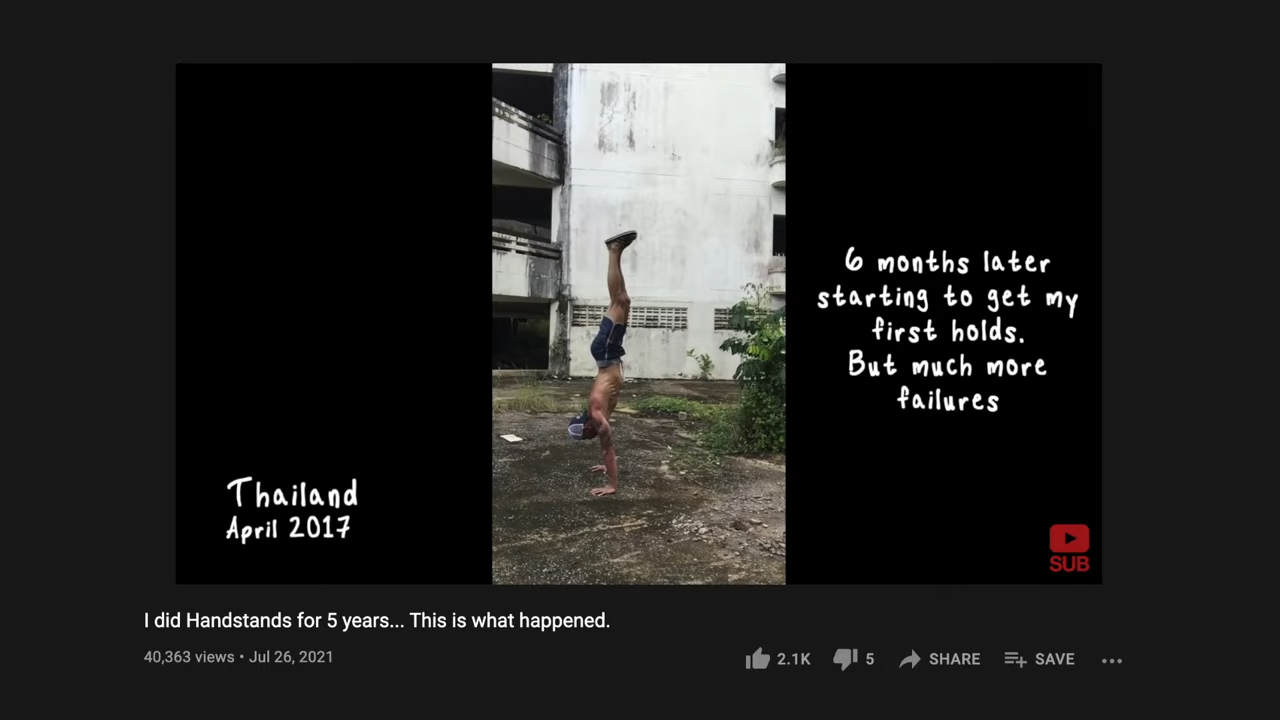 6 months later
starting to get my
first holds.
But much more
failures
Thailand
April 2017
SUB
I did Handstands for 5 years... This is what happened.
40,363 views • Jul 26, 2021
2.1K
5
SHARE
SAVE